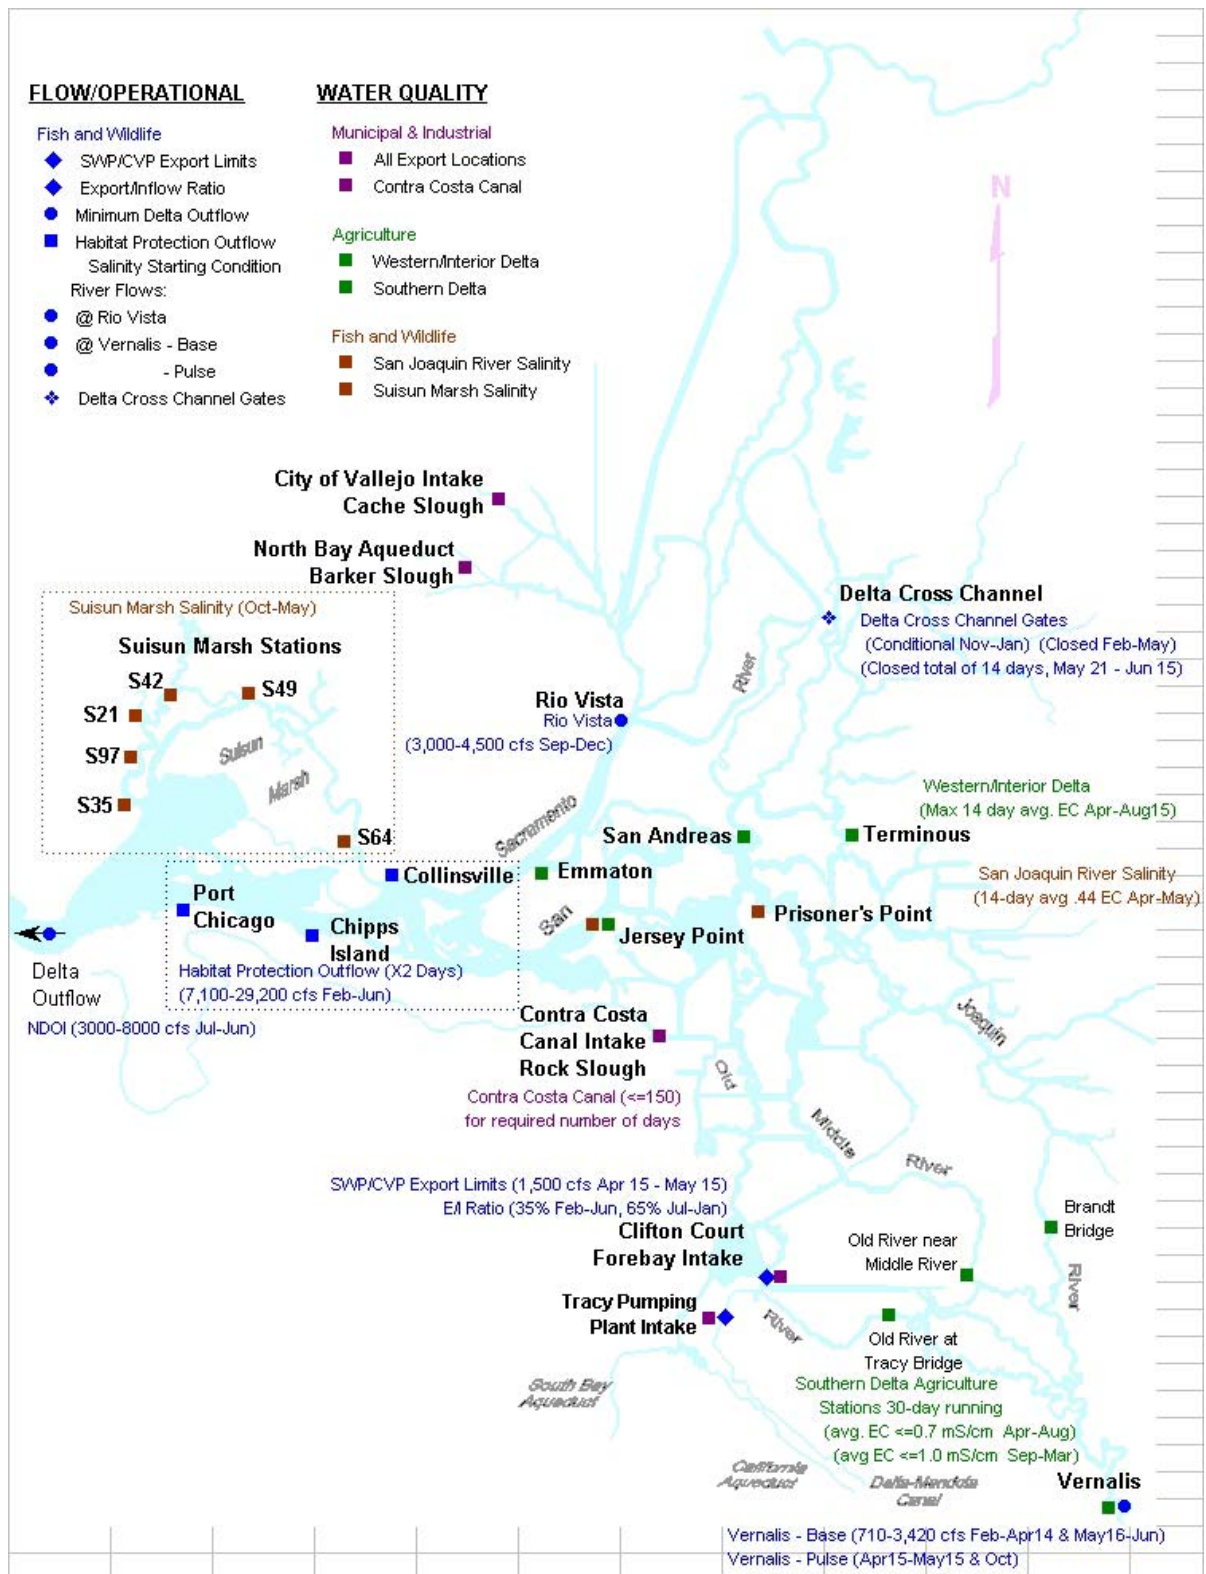 FLOW/OPERATIONAL
Fish and Wildlife
SWP/CVP Export Limits
Export/Inflow Ratio
Minimum Delta Outflow
Habitat Protection Outflow
Salinity Starting Condition
River Flows:
@ Rio Vista
@ Vernalis - Base
- Pulse
Delta Cross Channel Gates
WATER QUALITY
Municipal & Industrial
All Export Locations
Contra Costa Canal
Agriculture
Western/Interior Delta
Southern Delta
Fish and Wildlife
San Joaquin River Salinity
Suisun Marsh Salinity
N
City of Vallejo Intake
Cache Slough
North Bay Aqueduct
Barker Slough
Delta Cross Channel
Delta Cross Channel Gates
(Conditional Nov-Jan) (Closed Feb-May)
(Closed total of 14 days, May 21 - Jun 15)
Suisun Marsh Salinity (Oct-May)
Suisun Marsh Stations
S42
S49
S21
S97
S35
S64
Suisun
Marsh
River
Rio Vista
Rio Vista
(3,000-4,500 cfs Sep-Dec)
Sacramento
Western/Interior Delta
(Max 14 day avg. EC Apr-Aug15)
San Andreas
Terminous
Collinsville
Emmaton
San Joaquin River Salinity
(14-day avg .44 EC Apr-May)
Port
Chicago
Chipps
Island
San
Jersey Point
Prisoner's Point
Habitat Protection Outflow (X2 Days)
(7,100-29,200 cfs Feb-Jun)
Delta
Outflow
NDOI (3000-8000 cfs Jul-Jun)
Contra Costa
Canal Intake
Rock Slough
Contra Costa Canal (<=150)
for required number of days
Joaquin
Old
Middle
River
SWP/CVP Export Limits (1,500 cfs Apr 15 - May 15)
E/I Ratio (35% Feb-Jun, 65% Jul-Jan)
Clifton Court
Forebay Intake
Old River near
Middle River
Brandt
Bridge
River
Tracy Pumping
Plant Intake
River
Old River at
Tracy Bridge
South Bay
Aqueduct
Southern Delta Agriculture
Stations 30-day running
(avg. EC <=0.7 mS/cm Apr-Aug)
(avg EC <=1.0 mS/cm Sep-Mar)
California
Aqueduct
Delta-Mendota
Canal
Vernalis
Vernalis - Base (710-3,420 cfs Feb-Apr14 & May16-Jun)
Vernalis - Pulse (Apr15-May15 & Oct)